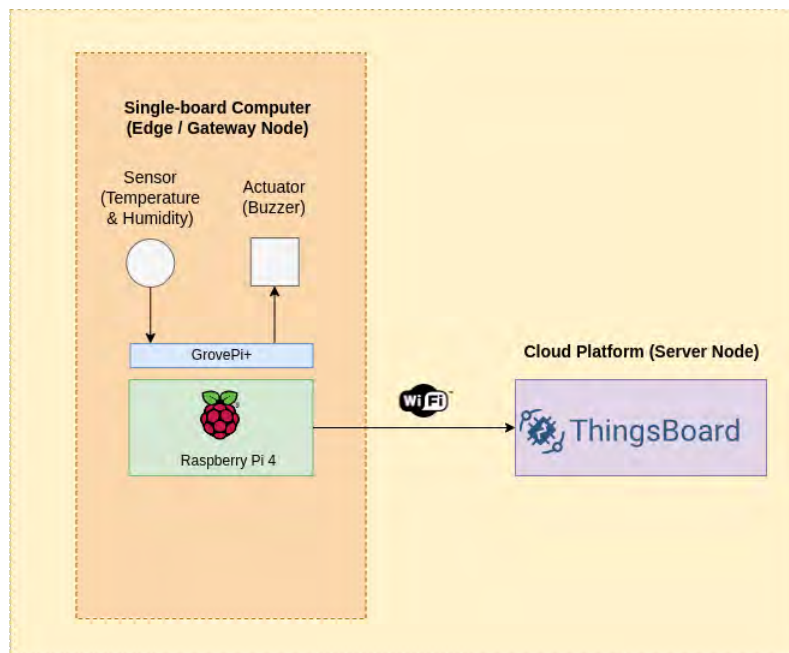 Single-board Computer
(Edge / Gateway Node)
Sensor
(Temperature
& Humidity)
Actuator
(Buzzer)
GrovePi+
Raspberry Pi 4
WiFi
Cloud Platform (Server Node)
ThingsBoard